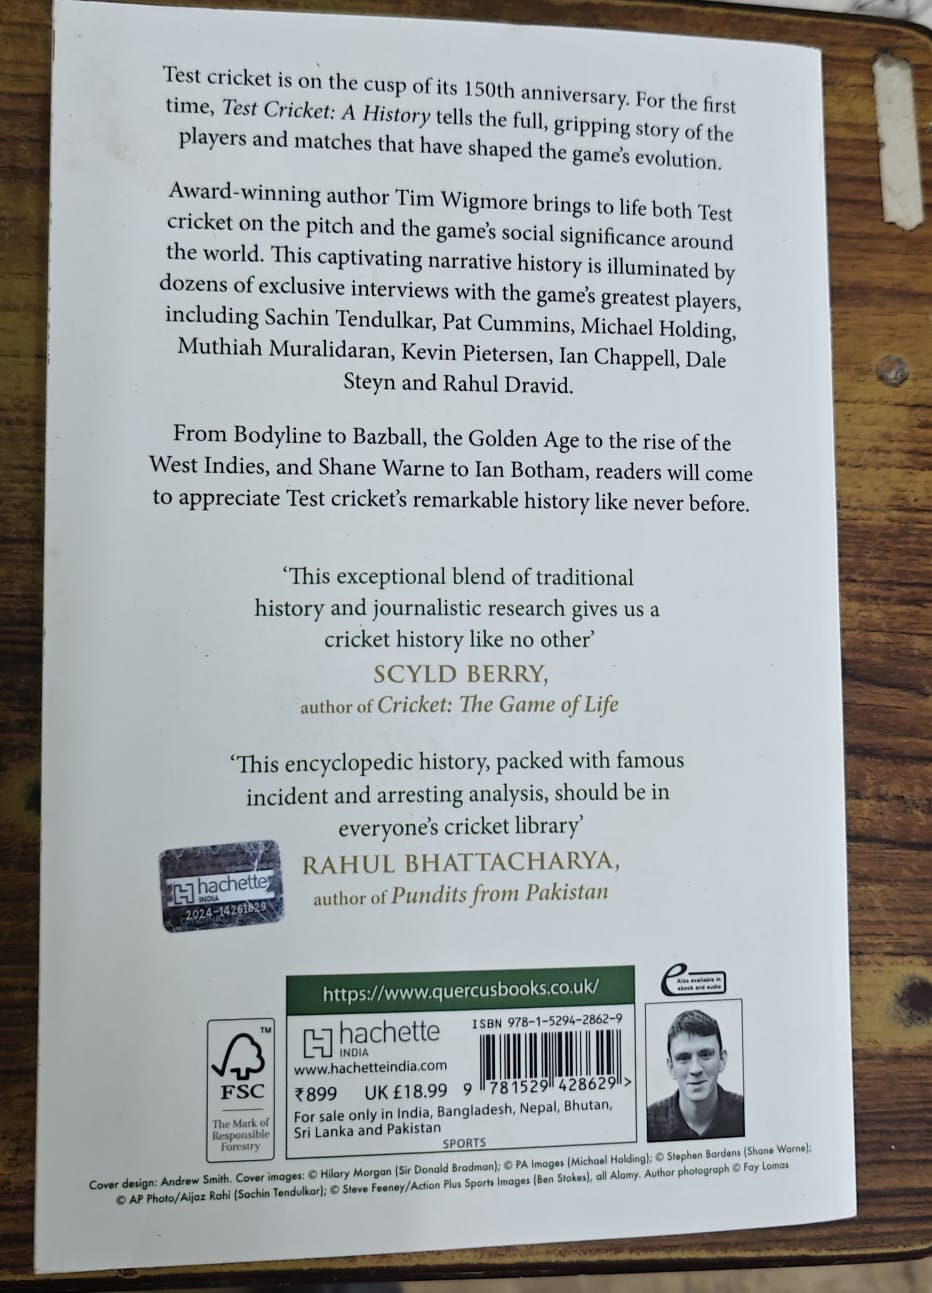 Test cricket is on the cusp of its 150th anniversary. For the first
time, Test Cricket: A History tells the full, gripping story of the
players and matches that have shaped the game's evolution.
Award-winning author Tim Wigmore brings to life both Test
cricket on the pitch and the game's social significance around
the world. This captivating narrative history is illuminated by
dozens of exclusive interviews with the game's greatest players,
including Sachin Tendulkar, Pat Cummins, Michael Holding,
Muthiah Muralidaran, Kevin Pietersen, Ian Chappell, Dale
Steyn and Rahul Dravid.
From Bodyline to Bazball, the Golden Age to the rise of the
West Indies, and Shane Warne to Ian Botham, readers will come
to appreciate Test cricket's remarkable history like never before.
'This exceptional blend of traditional
history and journalistic research gives us a
cricket history like no other'
SCYLD BERRY,
author of Cricket: The Game of Life
'This encyclopedic history, packed with famous
incident and arresting analysis, should be in
everyone's cricket library'
RAHUL BHATTACHARYA,
author of Pundits from Pakistan
hachette
INDIA
2024-14261829
https://www.quercusbooks.co.uk/
Also available in
ebook and audio
TM
FSC
The Mark of
Responsible
Forestry
hachette
INDIA
www.hachetteindia.com
ISBN 978-1-5294-2862-9
₹899 UK £18.99
9 781529 428629 >
For sale only in India, Bangladesh, Nepal, Bhutan,
Sri Lanka and Pakistan
SPORTS
Cover design: Andrew Smith. Cover images: © Hilary Morgan (Sir Donald Bradman); © PA Images (Michael Holding); © Stephen Bardens (Shane Warne);
© AP Photo/Aijaz Rahi (Sachin Tendulkar); © Steve Feeney/Action Plus Sports Images (Ben Stokes), all Alamy. Author photograph © Fay Lomas